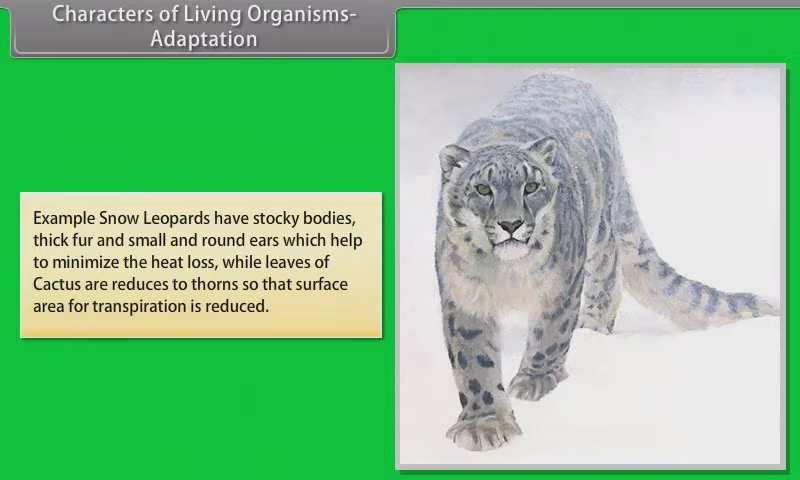 Characters of Living Organisms-
Adaptation
Example Snow Leopards have stocky bodies,
thick fur and small and round ears which help
to minimize the heat loss, while leaves of
Cactus are reduces to thorns so that surface
area for transpiration is reduced.